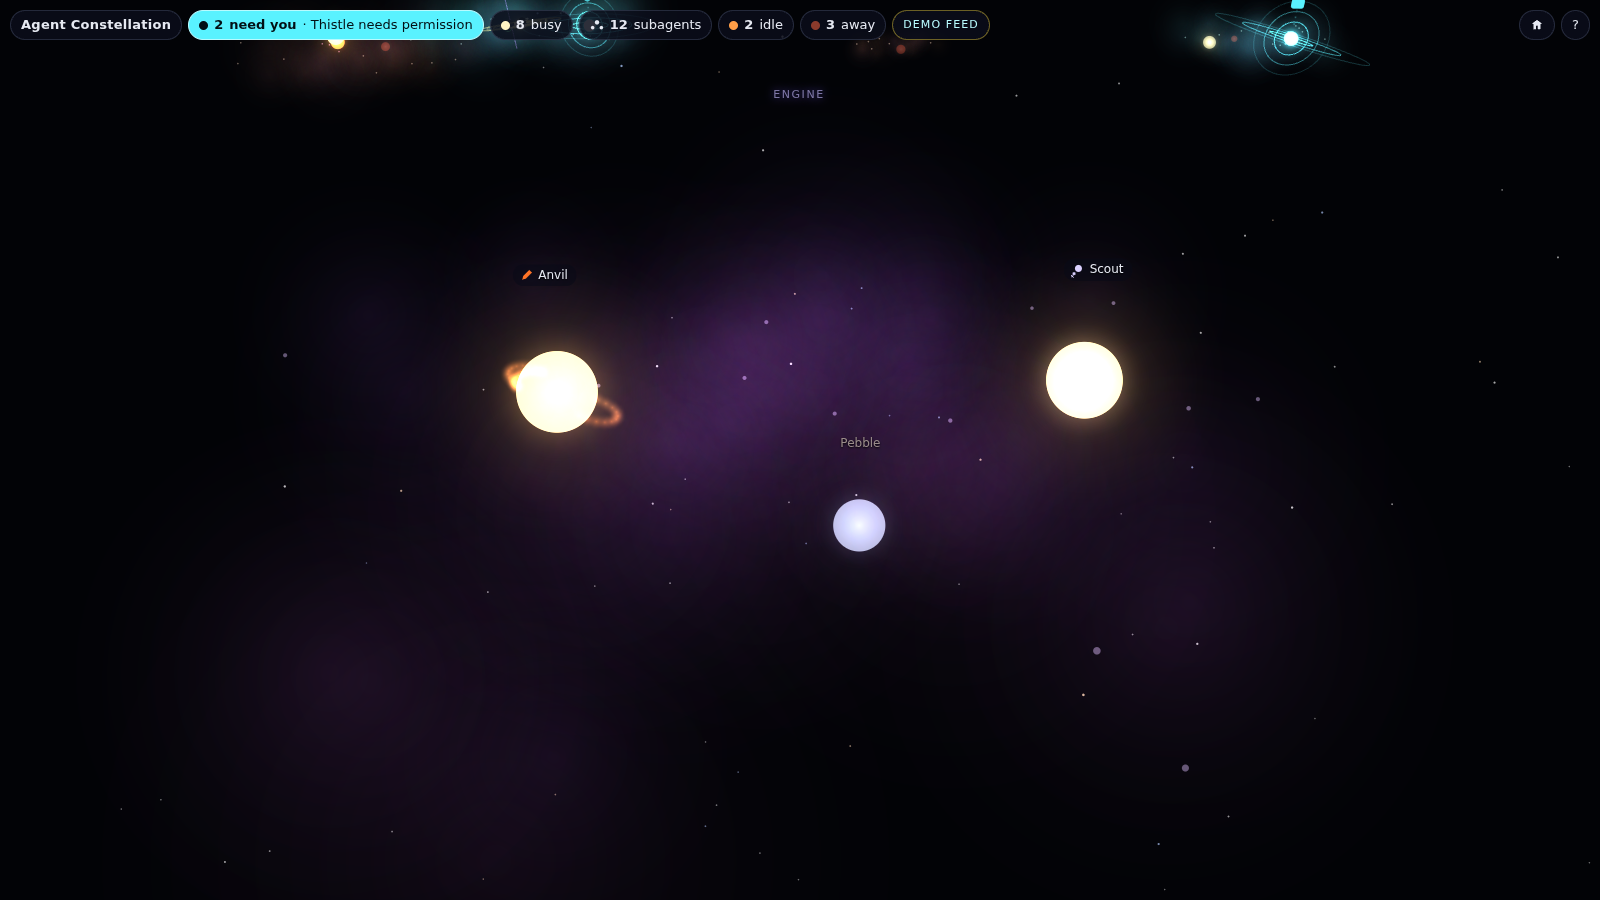 Agent Constellation
2 need you · Thistle needs permission
8 busy
12 subagents
2 idle
3 away
DEMO FEED
?
ENGINE
Anvil
Scout
Pebble